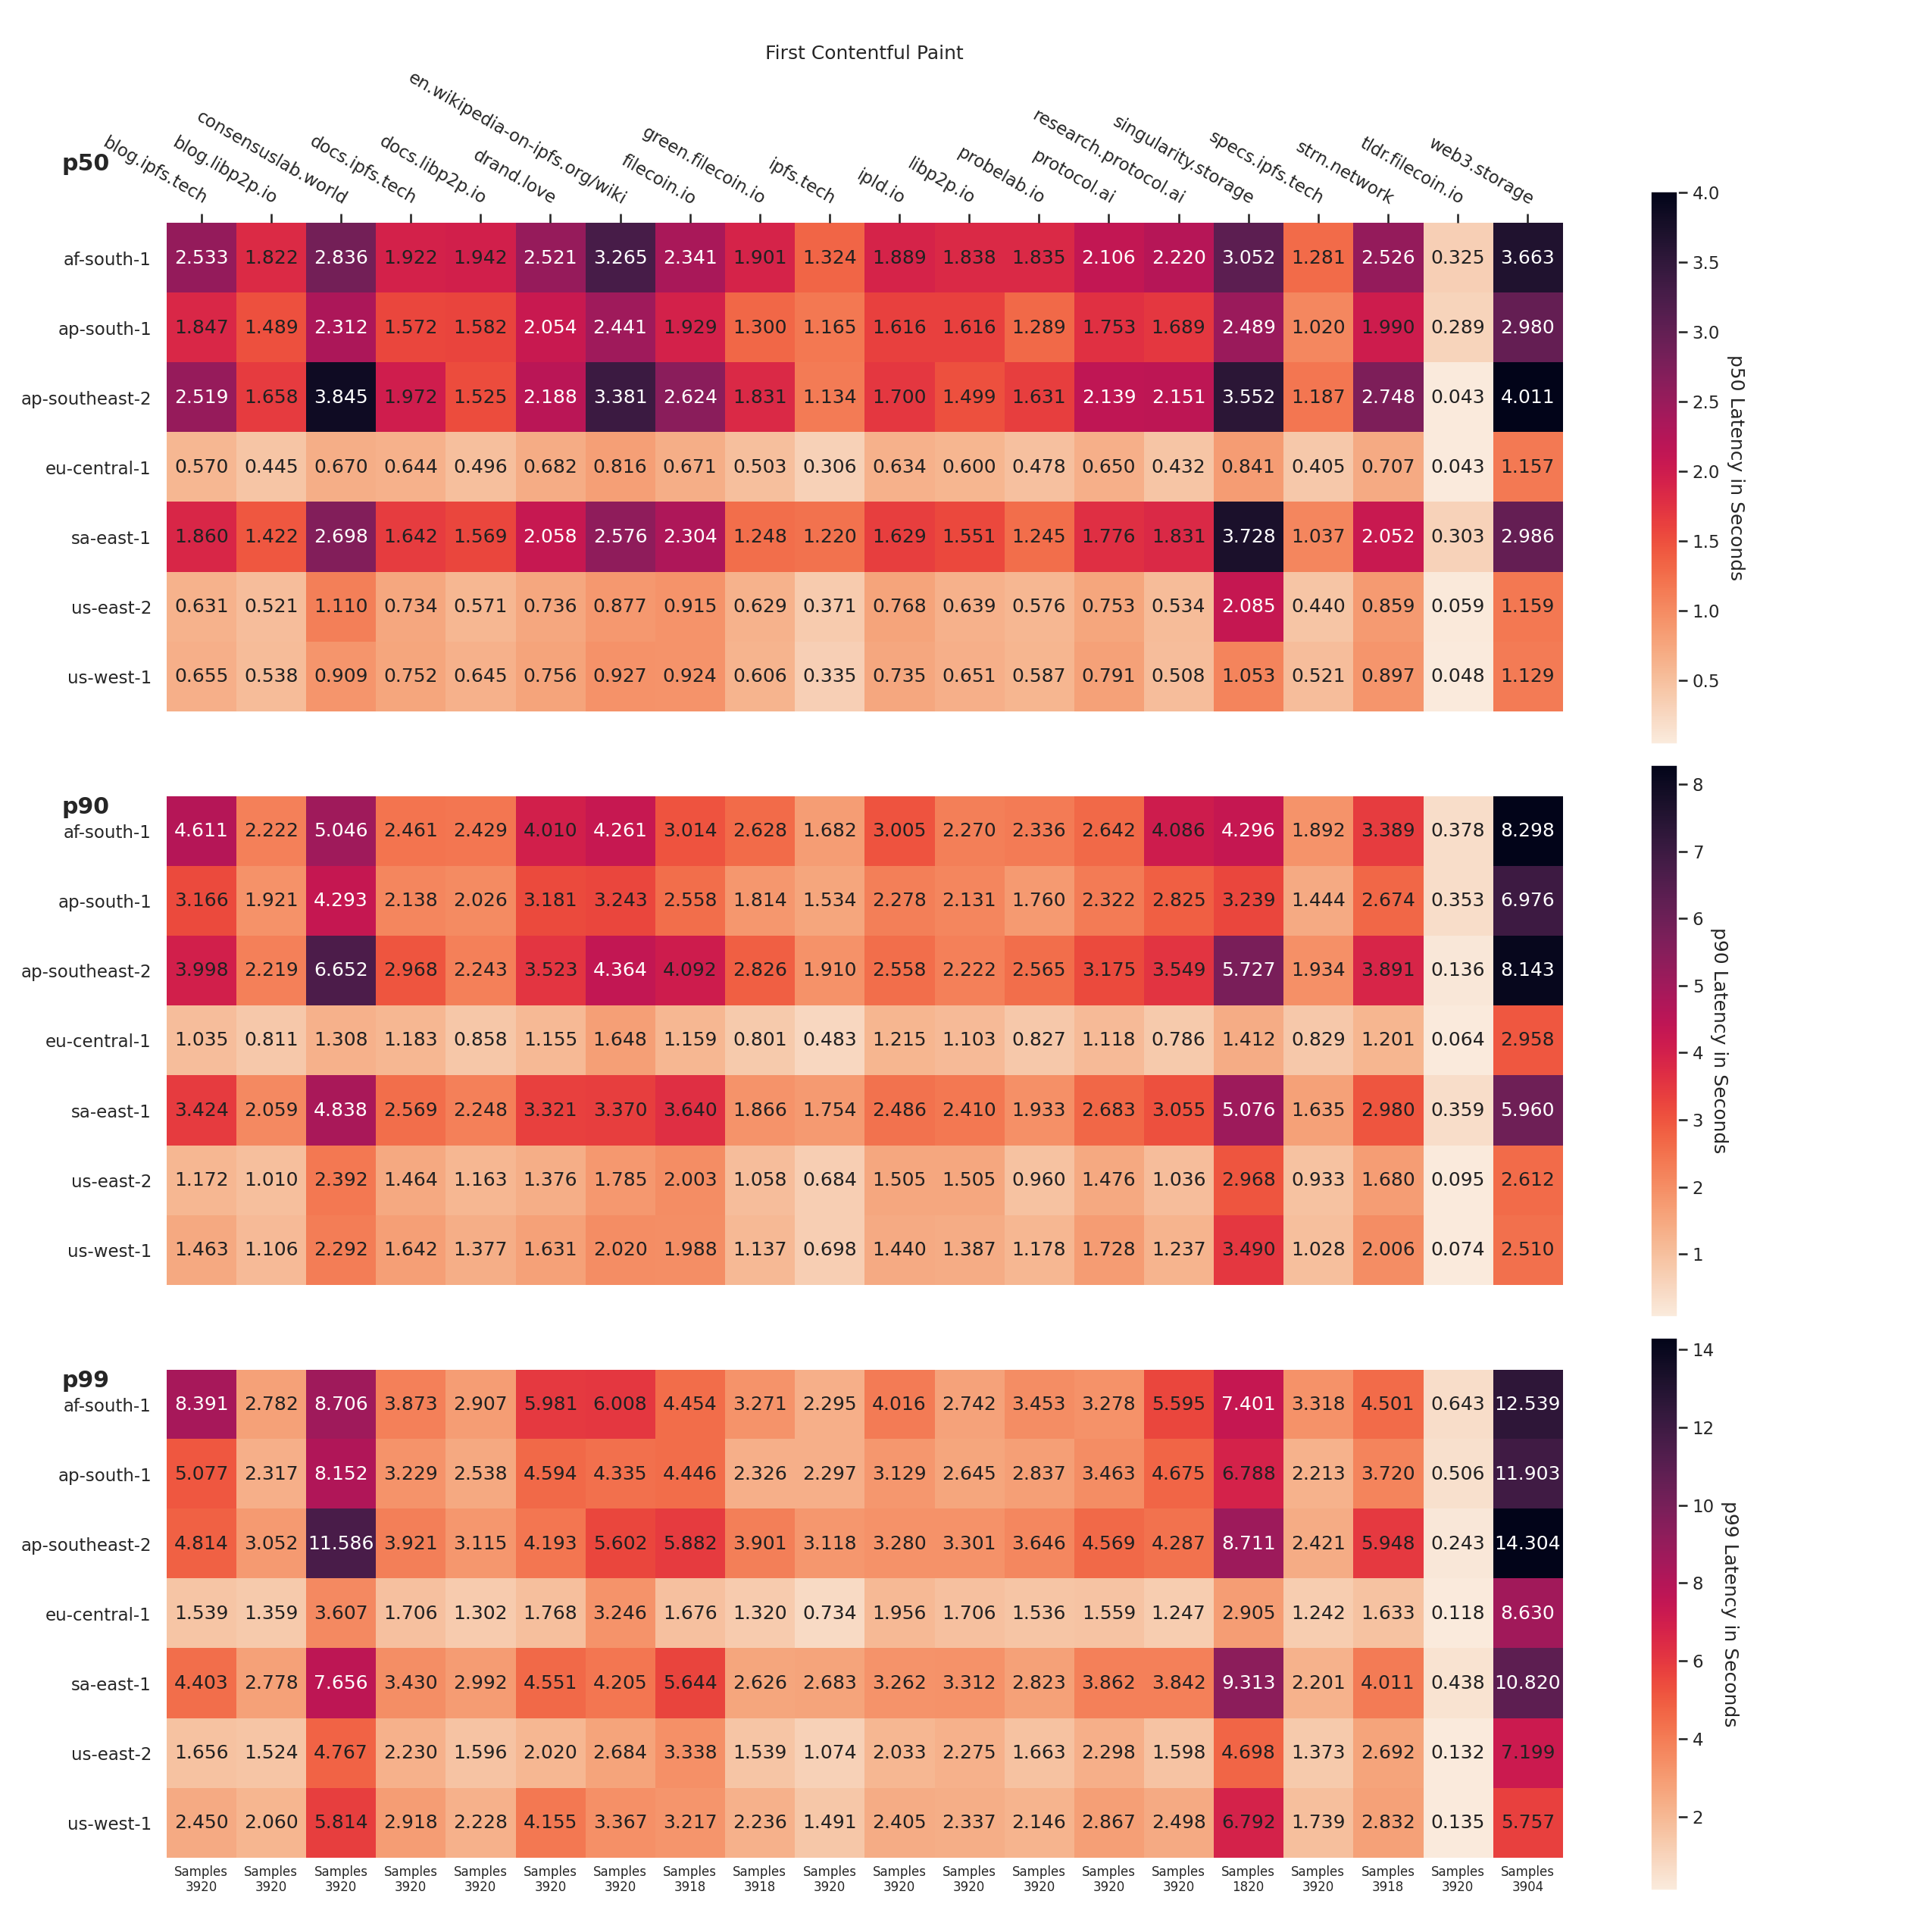 First Contentful Paint
p50
blog.ipfs.tech
blog.libp2p.io
consensuslab.world
docs.ipfs.tech
docs.libp2p.io
drand.love
en.wikipedia-on-ipfs.org/wiki
filecoin.io
green.filecoin.io
ipfs.tech
ipld.io
libp2p.io
probelab.io
protocol.ai
research.protocol.ai
singularity.storage
specs.ipfs.tech
strn.network
tldr.filecoin.io
web3.storage
af-south-1 2.533 1.822 2.836 1.922 1.942 2.521 3.265 2.341 1.901 1.324 1.889 1.838 1.835 2.106 2.220 3.052 1.281 2.526 0.325 3.663
ap-south-1 1.847 1.489 2.312 1.572 1.582 2.054 2.441 1.929 1.300 1.165 1.616 1.616 1.289 1.753 1.689 2.489 1.020 1.990 0.289 2.980
ap-southeast-2 2.519 1.658 3.845 1.972 1.525 2.188 3.381 2.624 1.831 1.134 1.700 1.499 1.631 2.139 2.151 3.552 1.187 2.748 0.043 4.011
eu-central-1 0.570 0.445 0.670 0.644 0.496 0.682 0.816 0.671 0.503 0.306 0.634 0.600 0.478 0.650 0.432 0.841 0.405 0.707 0.043 1.157
sa-east-1 1.860 1.422 2.698 1.642 1.569 2.058 2.576 2.304 1.248 1.220 1.629 1.551 1.245 1.776 1.831 3.728 1.037 2.052 0.303 2.986
us-east-2 0.631 0.521 1.110 0.734 0.571 0.736 0.877 0.915 0.629 0.371 0.768 0.639 0.576 0.753 0.534 2.085 0.440 0.859 0.059 1.159
us-west-1 0.655 0.538 0.909 0.752 0.645 0.756 0.927 0.924 0.606 0.335 0.735 0.651 0.587 0.791 0.508 1.053 0.521 0.897 0.048 1.129
4.0
3.5
3.0
2.5
2.0
1.5
1.0
0.5
p50 Latency in Seconds
p90
af-south-1 4.611 2.222 5.046 2.461 2.429 4.010 4.261 3.014 2.628 1.682 3.005 2.270 2.336 2.642 4.086 4.296 1.892 3.389 0.378 8.298
ap-south-1 3.166 1.921 4.293 2.138 2.026 3.181 3.243 2.558 1.814 1.534 2.278 2.131 1.760 2.322 2.825 3.239 1.444 2.674 0.353 6.976
ap-southeast-2 3.998 2.219 6.652 2.968 2.243 3.523 4.364 4.092 2.826 1.910 2.558 2.222 2.565 3.175 3.549 5.727 1.934 3.891 0.136 8.143
eu-central-1 1.035 0.811 1.308 1.183 0.858 1.155 1.648 1.159 0.801 0.483 1.215 1.103 0.827 1.118 0.786 1.412 0.829 1.201 0.064 2.958
sa-east-1 3.424 2.059 4.838 2.569 2.248 3.321 3.370 3.640 1.866 1.754 2.486 2.410 1.933 2.683 3.055 5.076 1.635 2.980 0.359 5.960
us-east-2 1.172 1.010 2.392 1.464 1.163 1.376 1.785 2.003 1.058 0.684 1.505 1.505 0.960 1.476 1.036 2.968 0.933 1.680 0.095 2.612
us-west-1 1.463 1.106 2.292 1.642 1.377 1.631 2.020 1.988 1.137 0.698 1.440 1.387 1.178 1.728 1.237 3.490 1.028 2.006 0.074 2.510
8
7
6
5
4
3
2
1
p90 Latency in Seconds
p99
af-south-1 8.391 2.782 8.706 3.873 2.907 5.981 6.008 4.454 3.271 2.295 4.016 2.742 3.453 3.278 5.595 7.401 3.318 4.501 0.643 12.539
ap-south-1 5.077 2.317 8.152 3.229 2.538 4.594 4.335 4.446 2.326 2.297 3.129 2.645 2.837 3.463 4.675 6.788 2.213 3.720 0.506 11.903
ap-southeast-2 4.814 3.052 11.586 3.921 3.115 4.193 5.602 5.882 3.901 3.118 3.280 3.301 3.646 4.569 4.287 8.711 2.421 5.948 0.243 14.304
eu-central-1 1.539 1.359 3.607 1.706 1.302 1.768 3.246 1.676 1.320 0.734 1.956 1.706 1.536 1.559 1.247 2.905 1.242 1.633 0.118 8.630
sa-east-1 4.403 2.778 7.656 3.430 2.992 4.551 4.205 5.644 2.626 2.683 3.262 3.312 2.823 3.862 3.842 9.313 2.201 4.011 0.438 10.820
us-east-2 1.656 1.524 4.767 2.230 1.596 2.020 2.684 3.338 1.539 1.074 2.033 2.275 1.663 2.298 1.598 4.698 1.373 2.692 0.132 7.199
us-west-1 2.450 2.060 5.814 2.918 2.228 4.155 3.367 3.217 2.236 1.491 2.405 2.337 2.146 2.867 2.498 6.792 1.739 2.832 0.135 5.757
Samples Samples Samples Samples Samples Samples Samples Samples Samples Samples Samples Samples Samples Samples Samples Samples Samples Samples Samples Samples
3920 3920 3920 3920 3920 3920 3920 3918 3918 3920 3920 3920 3920 3920 3920 1820 3920 3918 3920 3904
14
12
10
8
6
4
2
p99 Latency in Seconds